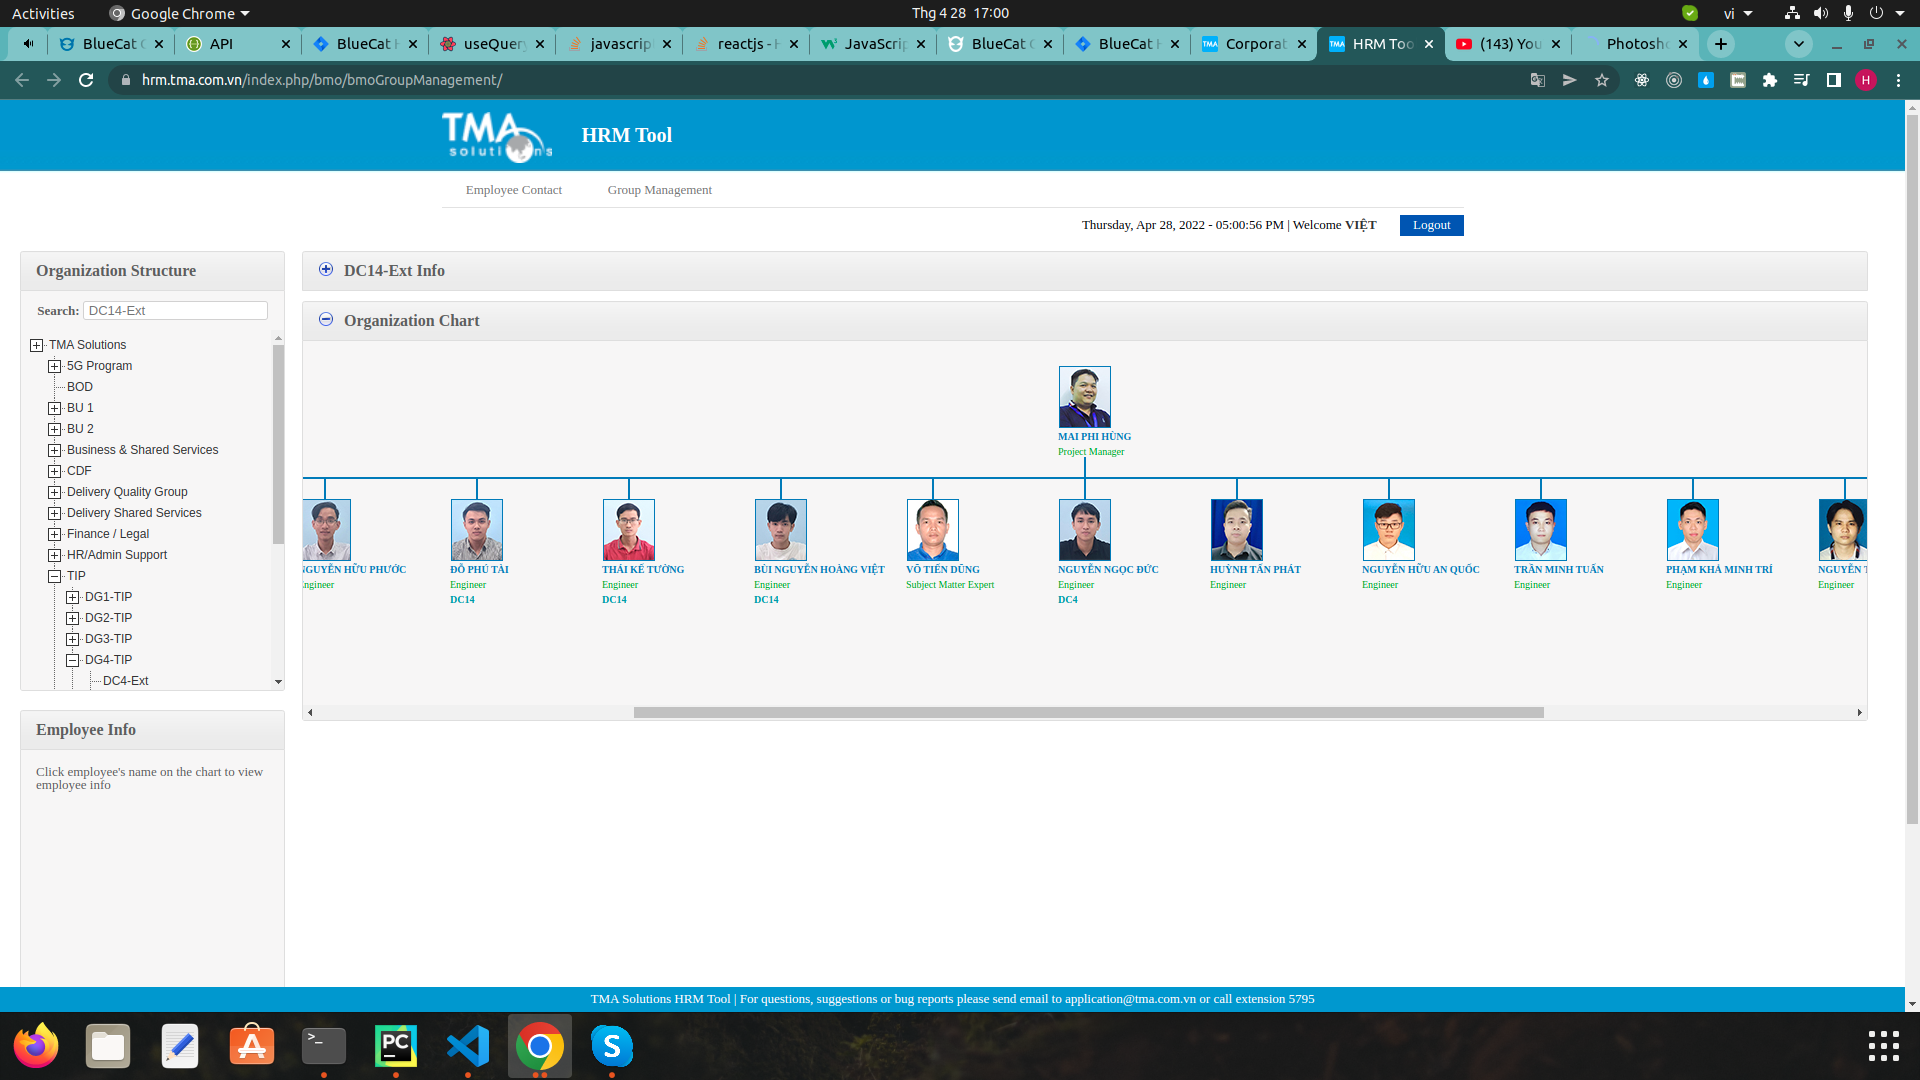 Activities
Google Chrome
Thg 4 28 17:00
vi
BlueCat
API
BlueCat
useQuery
javascrip
reactjs -
JavaScrip
BlueCat
BlueCat
Corporat
HRM Too
(143) You
Photosh
hrm.tma.com.vn/index.php/bmo/bmoGroupManagement/
H
TMA
solutions
HRM Tool
Employee Contact
Group Management
Thursday, Apr 28, 2022 - 05:00:56 PM | Welcome VIỆT
Logout
Organization Structure
Search: DC14-Ext
TMA Solutions
5G Program
BOD
BU 1
BU 2
Business & Shared Services
CDF
Delivery Quality Group
Delivery Shared Services
Finance / Legal
HR/Admin Support
TIP
DG1-TIP
DG2-TIP
DG3-TIP
DG4-TIP
DC4-Ext
Employee Info
Click employee's name on the chart to view
employee info
DC14-Ext Info
Organization Chart
MAI PHI HÙNG
Project Manager
NGUYỄN HỮU PHƯỚC
Engineer
ĐỖ PHÚ TÀI
Engineer
DC14
THÁI KẾ TƯỜNG
Engineer
DC14
BÙI NGUYỄN HOÀNG VIỆT
Engineer
DC14
VÕ TIẾN DŨNG
Subject Matter Expert
NGUYỄN NGỌC ĐỨC
Engineer
DC4
HUỲNH TẤN PHÁT
Engineer
NGUYỄN HỮU AN QUỐC
Engineer
TRẦN MINH TUẤN
Engineer
PHẠM KHẢ MINH TRÍ
Engineer
NGUYỄN
Engineer
TMA Solutions HRM Tool | For questions, suggestions or bug reports please send email to application@tma.com.vn or call extension 5795
>_
PC
S